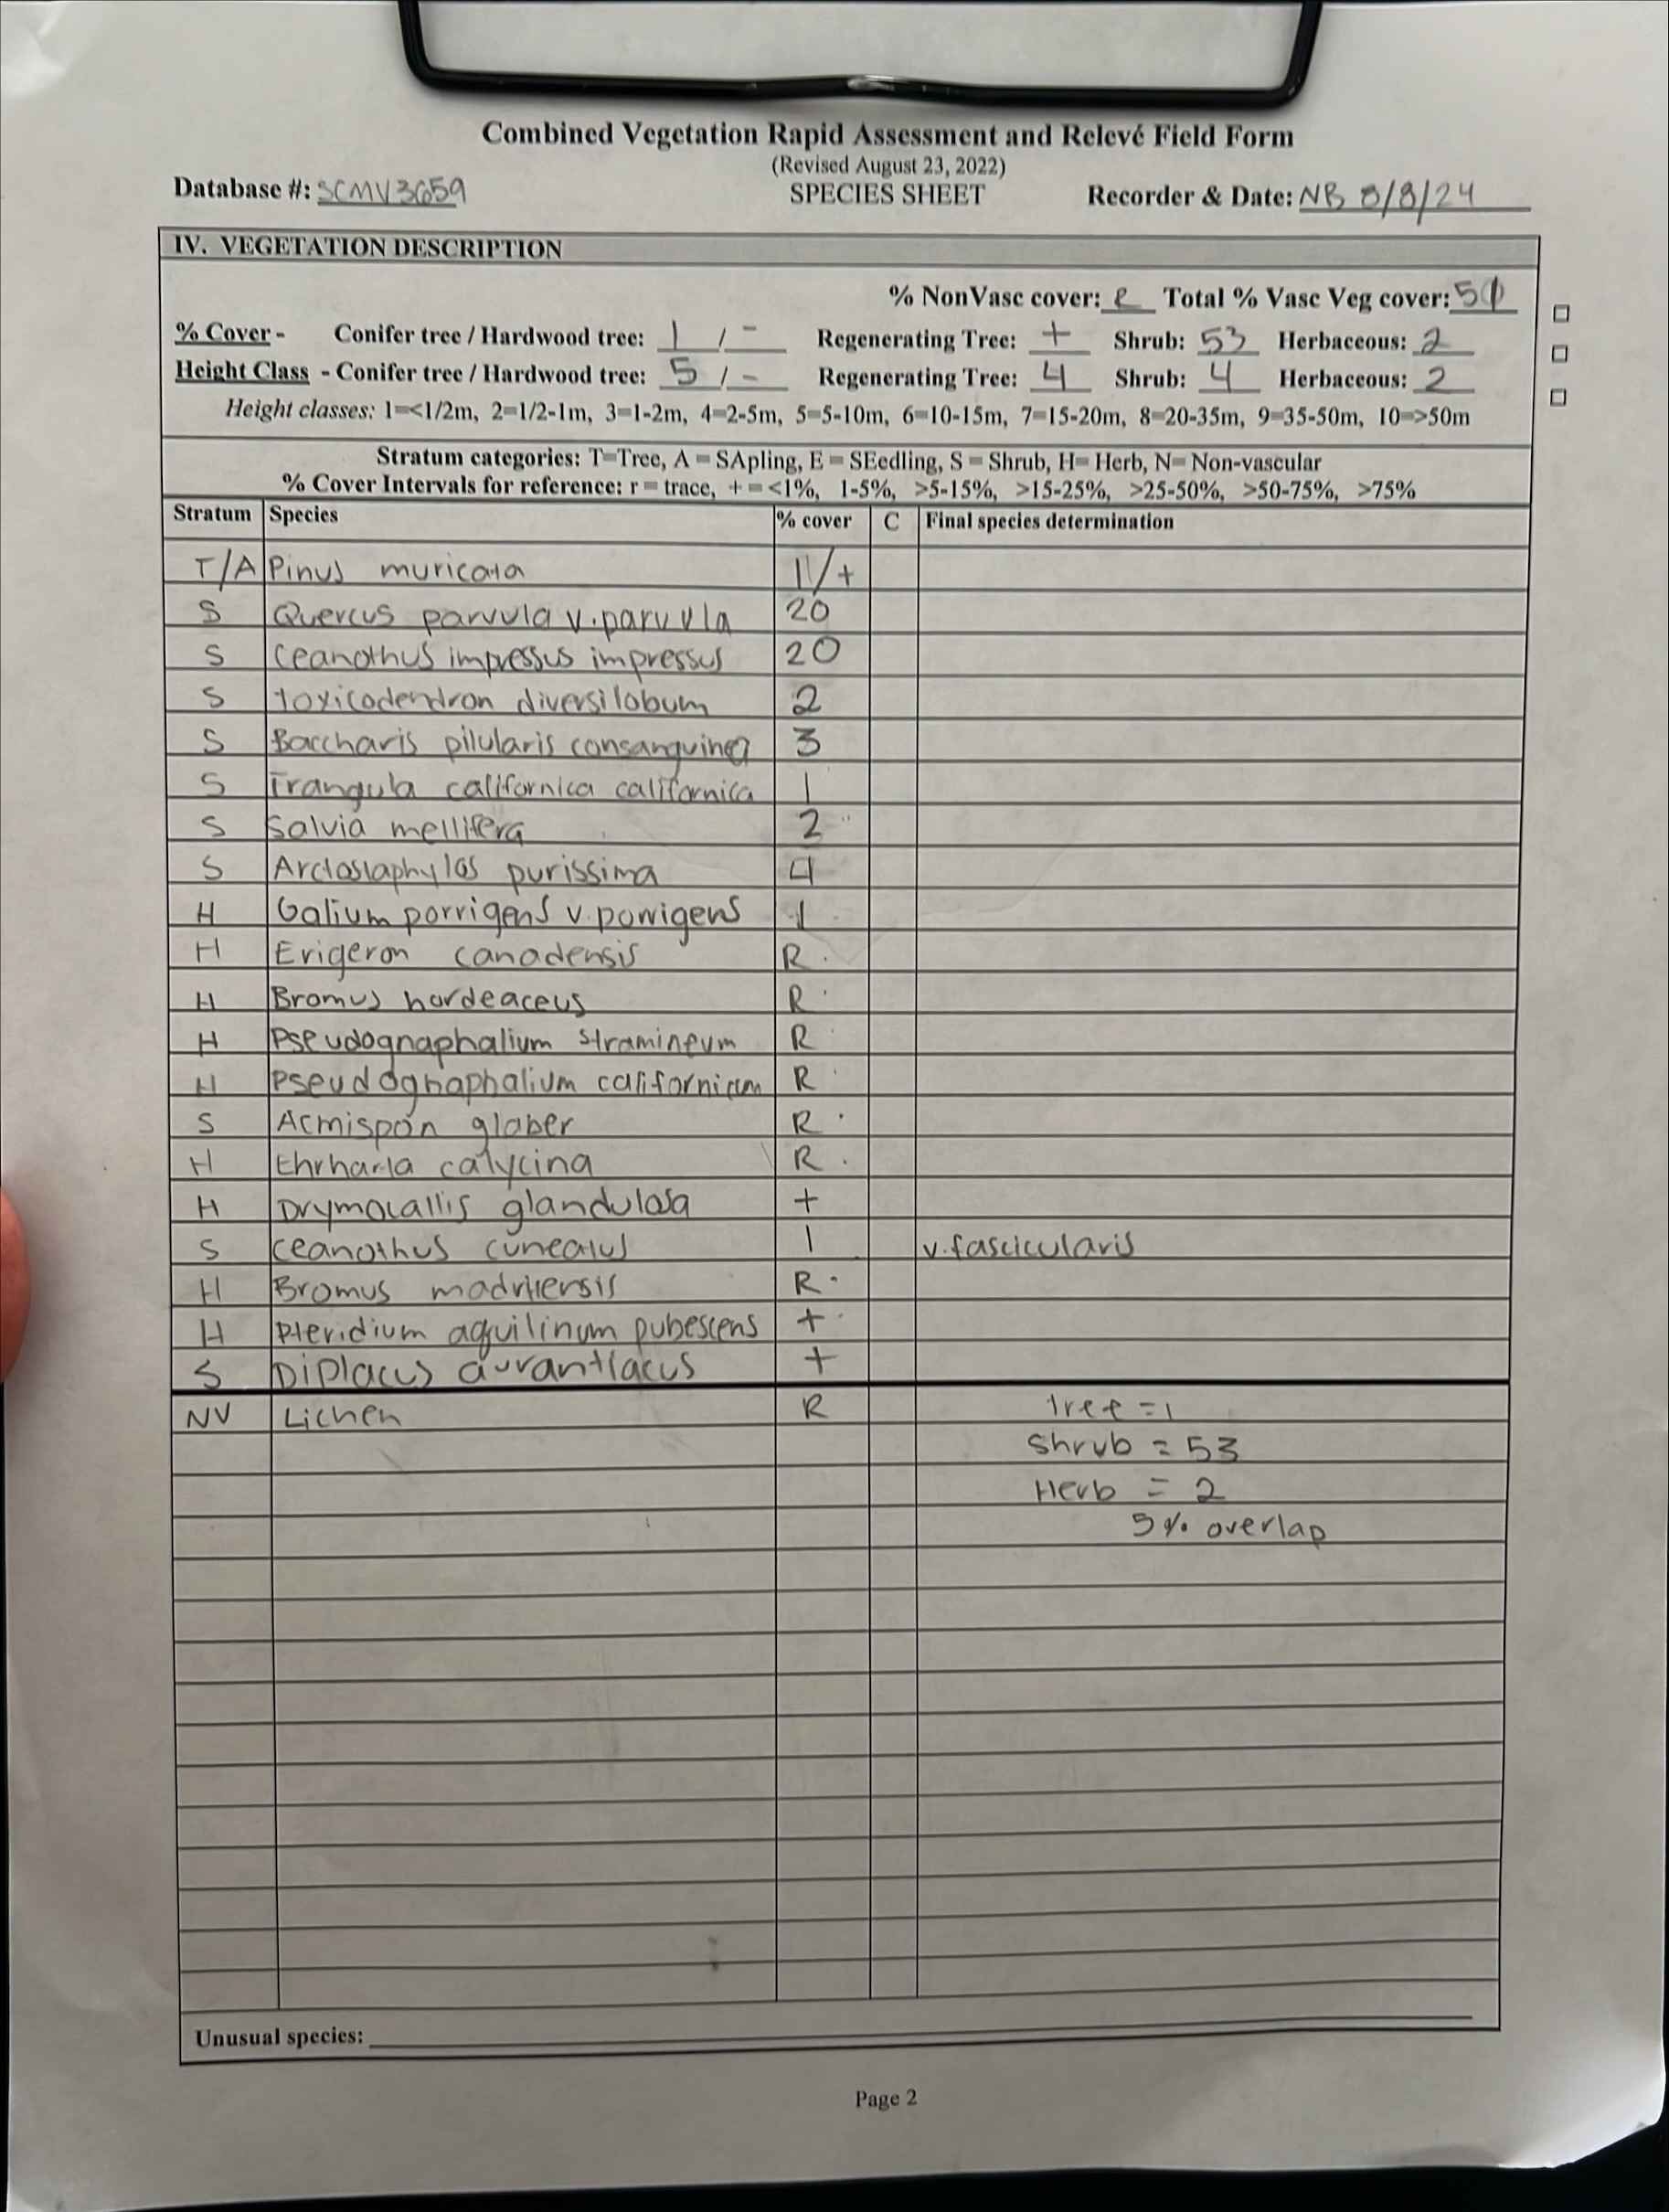 Combined Vegetation Rapid Assessment and Relevé Field Form
(Revised August 23, 2022)
Database #: SCMV3659 SPECIES SHEET Recorder & Date: NB 8/8/24
IV. VEGETATION DESCRIPTION
% NonVasc cover: R Total % Vasc Veg cover: 51
% Cover - Conifer tree / Hardwood tree: 1 / - Regenerating Tree: + Shrub: 53 Herbaceous: 2
Height Class - Conifer tree / Hardwood tree: 5 / - Regenerating Tree: 4 Shrub: 4 Herbaceous: 2
Height classes: 1=<1/2m, 2=1/2-1m, 3=1-2m, 4=2-5m, 5=5-10m, 6=10-15m, 7=15-20m, 8=20-35m, 9=35-50m, 10=>50m
Stratum categories: T=Tree, A = SApling, E = SEedling, S = Shrub, H= Herb, N= Non-vascular
% Cover Intervals for reference: r = trace, + = <1%, 1-5%, >5-15%, >15-25%, >25-50%, >50-75%, >75%
Stratum Species % cover C Final species determination
T/A Pinus muricata 1/+
S Quercus parvula v. parvula 20
S Ceanothus impressus impressus 20
S toxicodendron diversilobum 2
S Baccharis pilularis consanguinea 3
S Frangula californica californica 1
S Salvia mellifera 2
S Arctostaphylos purissima 4
H Galium porrigens v. porrigens 1
H Erigeron canadensis R
H Bromus hordeaceus R
H Pseudognaphalium stramineum R
H Pseudognaphalium californicum R
S Acmispon glaber R
H Ehrharta calycina R
H Drymocallis glandulosa +
S Ceanothus cuneatus 1 v. fascicularis
H Bromus madritensis R
H Pteridium aquilinum pubescens +
S Diplacus aurantiacus +
NV Lichen R tree = 1
Shrub = 53
Herb = 2
5% overlap
Unusual species:
Page 2